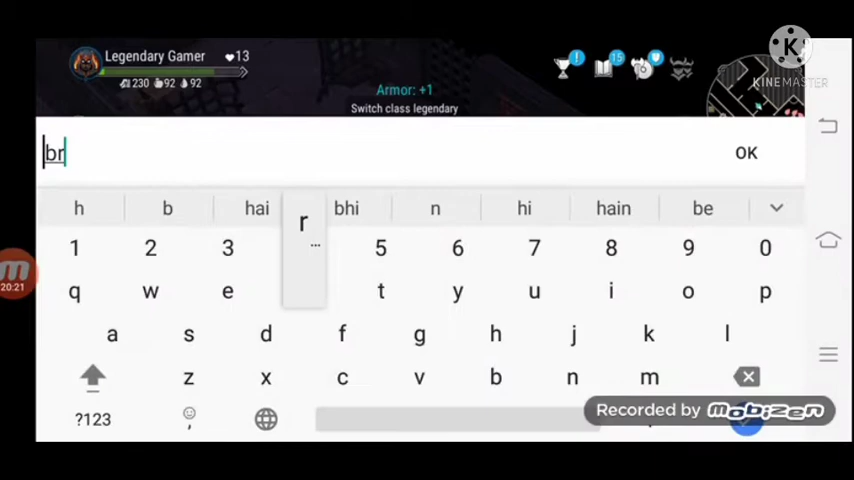 Legendary Gamer 13
230 92 92
15
Armor: +1
Switch class legendary
K
KINEMASTER
br
OK
h b hai bhi n hi hain be
r
...
1 2 3 5 6 7 8 9 0
q w e t y u i o p
a s d f g h j k l
z x c v b n m
?123
20:21
Recorded by mobizen